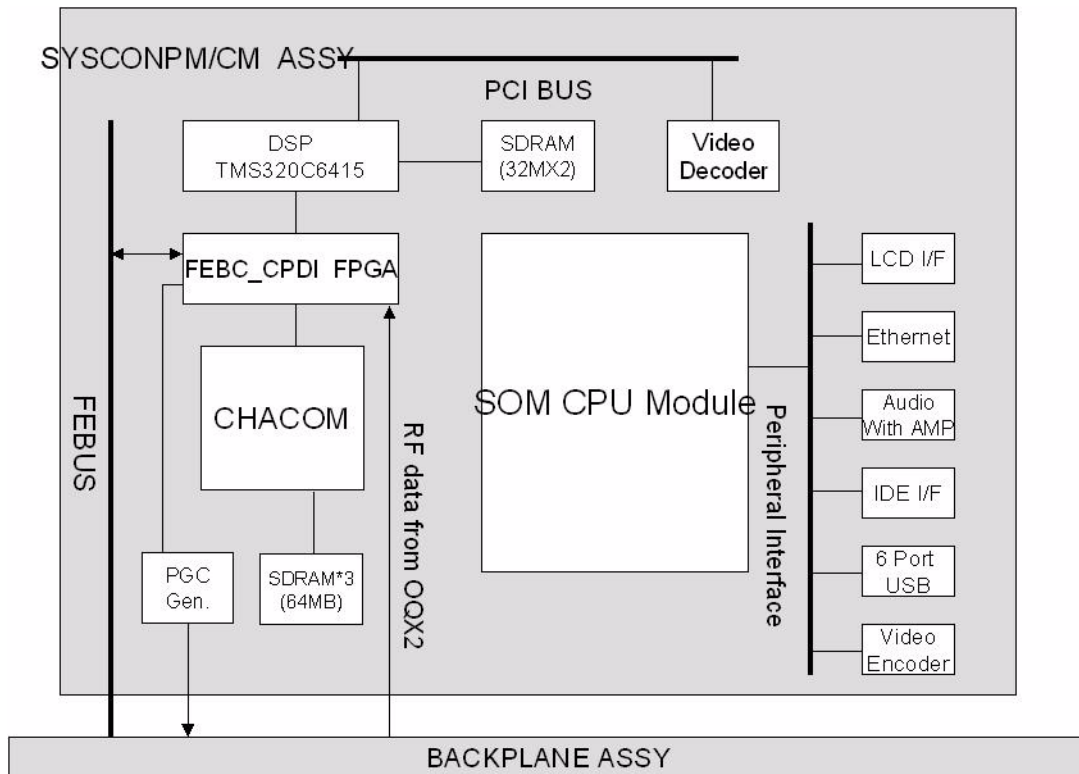 SYSCONPM/CM ASSY
PCI BUS
DSP
TMS320C6415
SDRAM
(32MX2)
Video
Decoder
FEBC_CPDI FPGA
SOM CPU Module
LCD I/F
Ethernet
CHACOM
Audio
With AMP
FEBUS
RF data from OQX2
Peripheral Interface
IDE I/F
PGC
Gen.
SDRAM*3
(64MB)
6 Port
USB
Video
Encoder
BACKPLANE ASSY